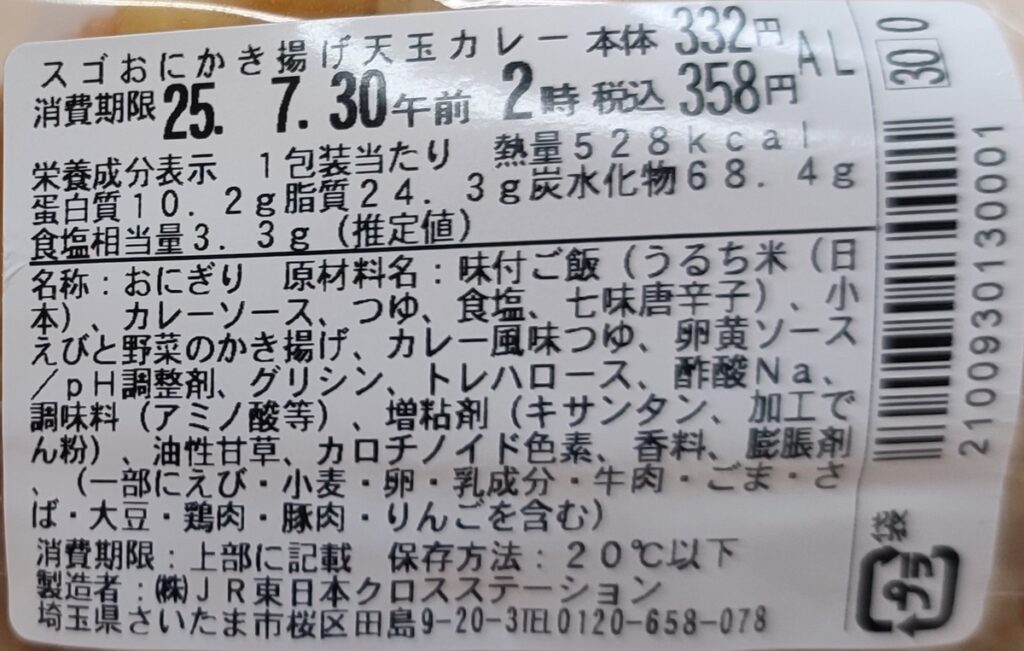 スゴおにかき揚げ天玉カレー 本体 332円 AL
消費期限 25. 7. 30 午前 2時 税込 358円
栄養成分表示 1包装当たり 熱量528kcal
蛋白質10.2g脂質24.3g炭水化物68.4g
食塩相当量3.3g(推定値)
名称:おにぎり 原材料名:味付ご飯(うるち米(日
本)、カレーソース、つゆ、食塩、七味唐辛子)、小
えびと野菜のかき揚げ、カレー風味つゆ、卵黄ソース
/pH調整剤、グリシン、トレハロース、酢酸Na、
調味料(アミノ酸等)、増粘剤(キサンタン、加工で
ん粉)、油性甘草、カロチノイド色素、香料、膨脹剤
、(一部にえび・小麦・卵・乳成分・牛肉・ごま・さ
ば・大豆・鶏肉・豚肉・りんごを含む)
消費期限:上部に記載 保存方法:20℃以下
製造者:㈱JR東日本クロスステーション
埼玉県さいたま市桜区田島9-20-3℡0120-658-078
30 0
2100930130001
袋
プラ